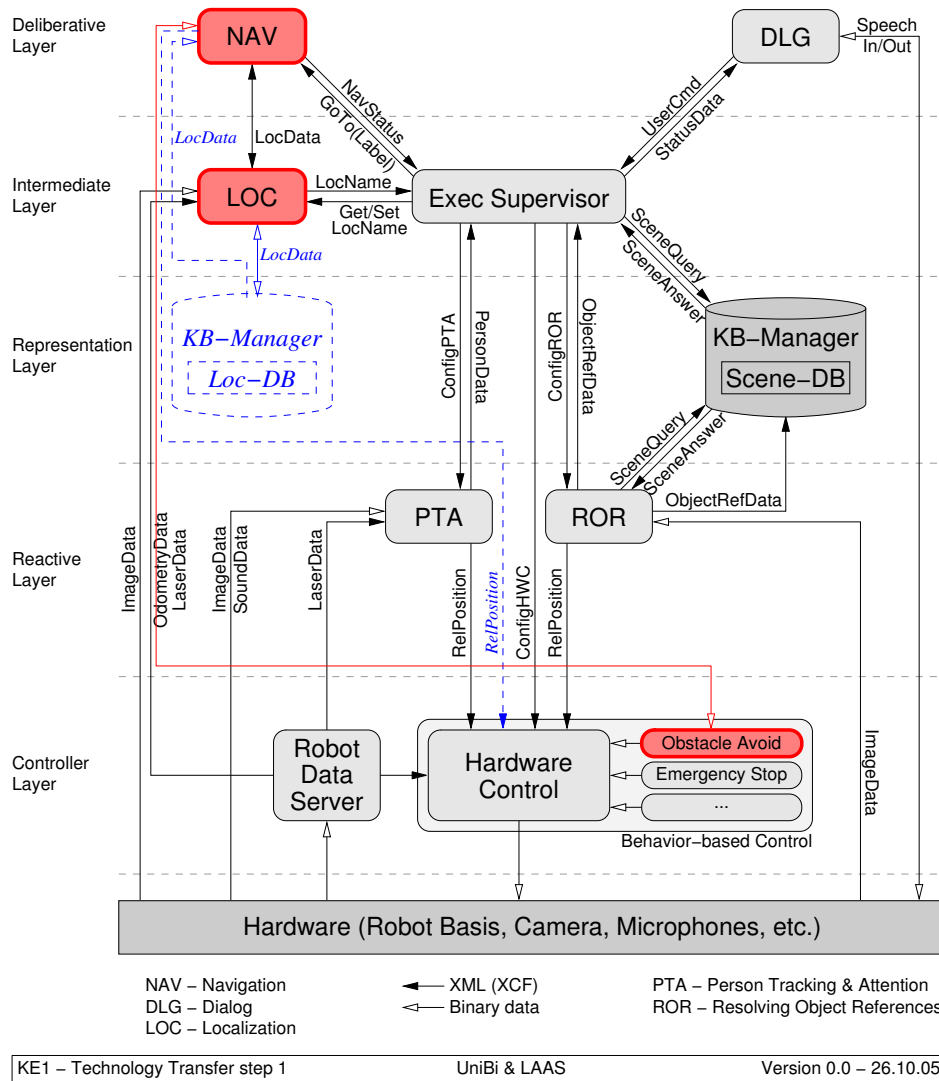 Deliberative
Layer
NAV
DLG
Speech
In/Out
NavStatus
GoTo(Label)
UserCmd
StatusData
LocData
LocData
Intermediate
Layer
LOC
LocName
Get/Set
LocName
Exec Supervisor
LocData
SceneQuery
SceneAnswer
Representation
Layer
KB-Manager
Loc-DB
ConfigPTA
PersonData
ConfigROR
ObjectRefData
KB-Manager
Scene-DB
SceneQuery
SceneAnswer
ObjectRefData
Reactive
Layer
PTA
ROR
ImageData
OdometryData
LaserData
ImageData
SoundData
LaserData
RelPosition
RelPosition
ConfigHWC
RelPosition
ImageData
Controller
Layer
Robot
Data
Server
Hardware
Control
Obstacle Avoid
Emergency Stop
...
Behavior-based Control
Hardware (Robot Basis, Camera, Microphones, etc.)
NAV - Navigation
DLG - Dialog
LOC - Localization
XML (XCF)
Binary data
PTA - Person Tracking & Attention
ROR - Resolving Object References
KE1 - Technology Transfer step 1
UniBi & LAAS
Version 0.0 - 26.10.05